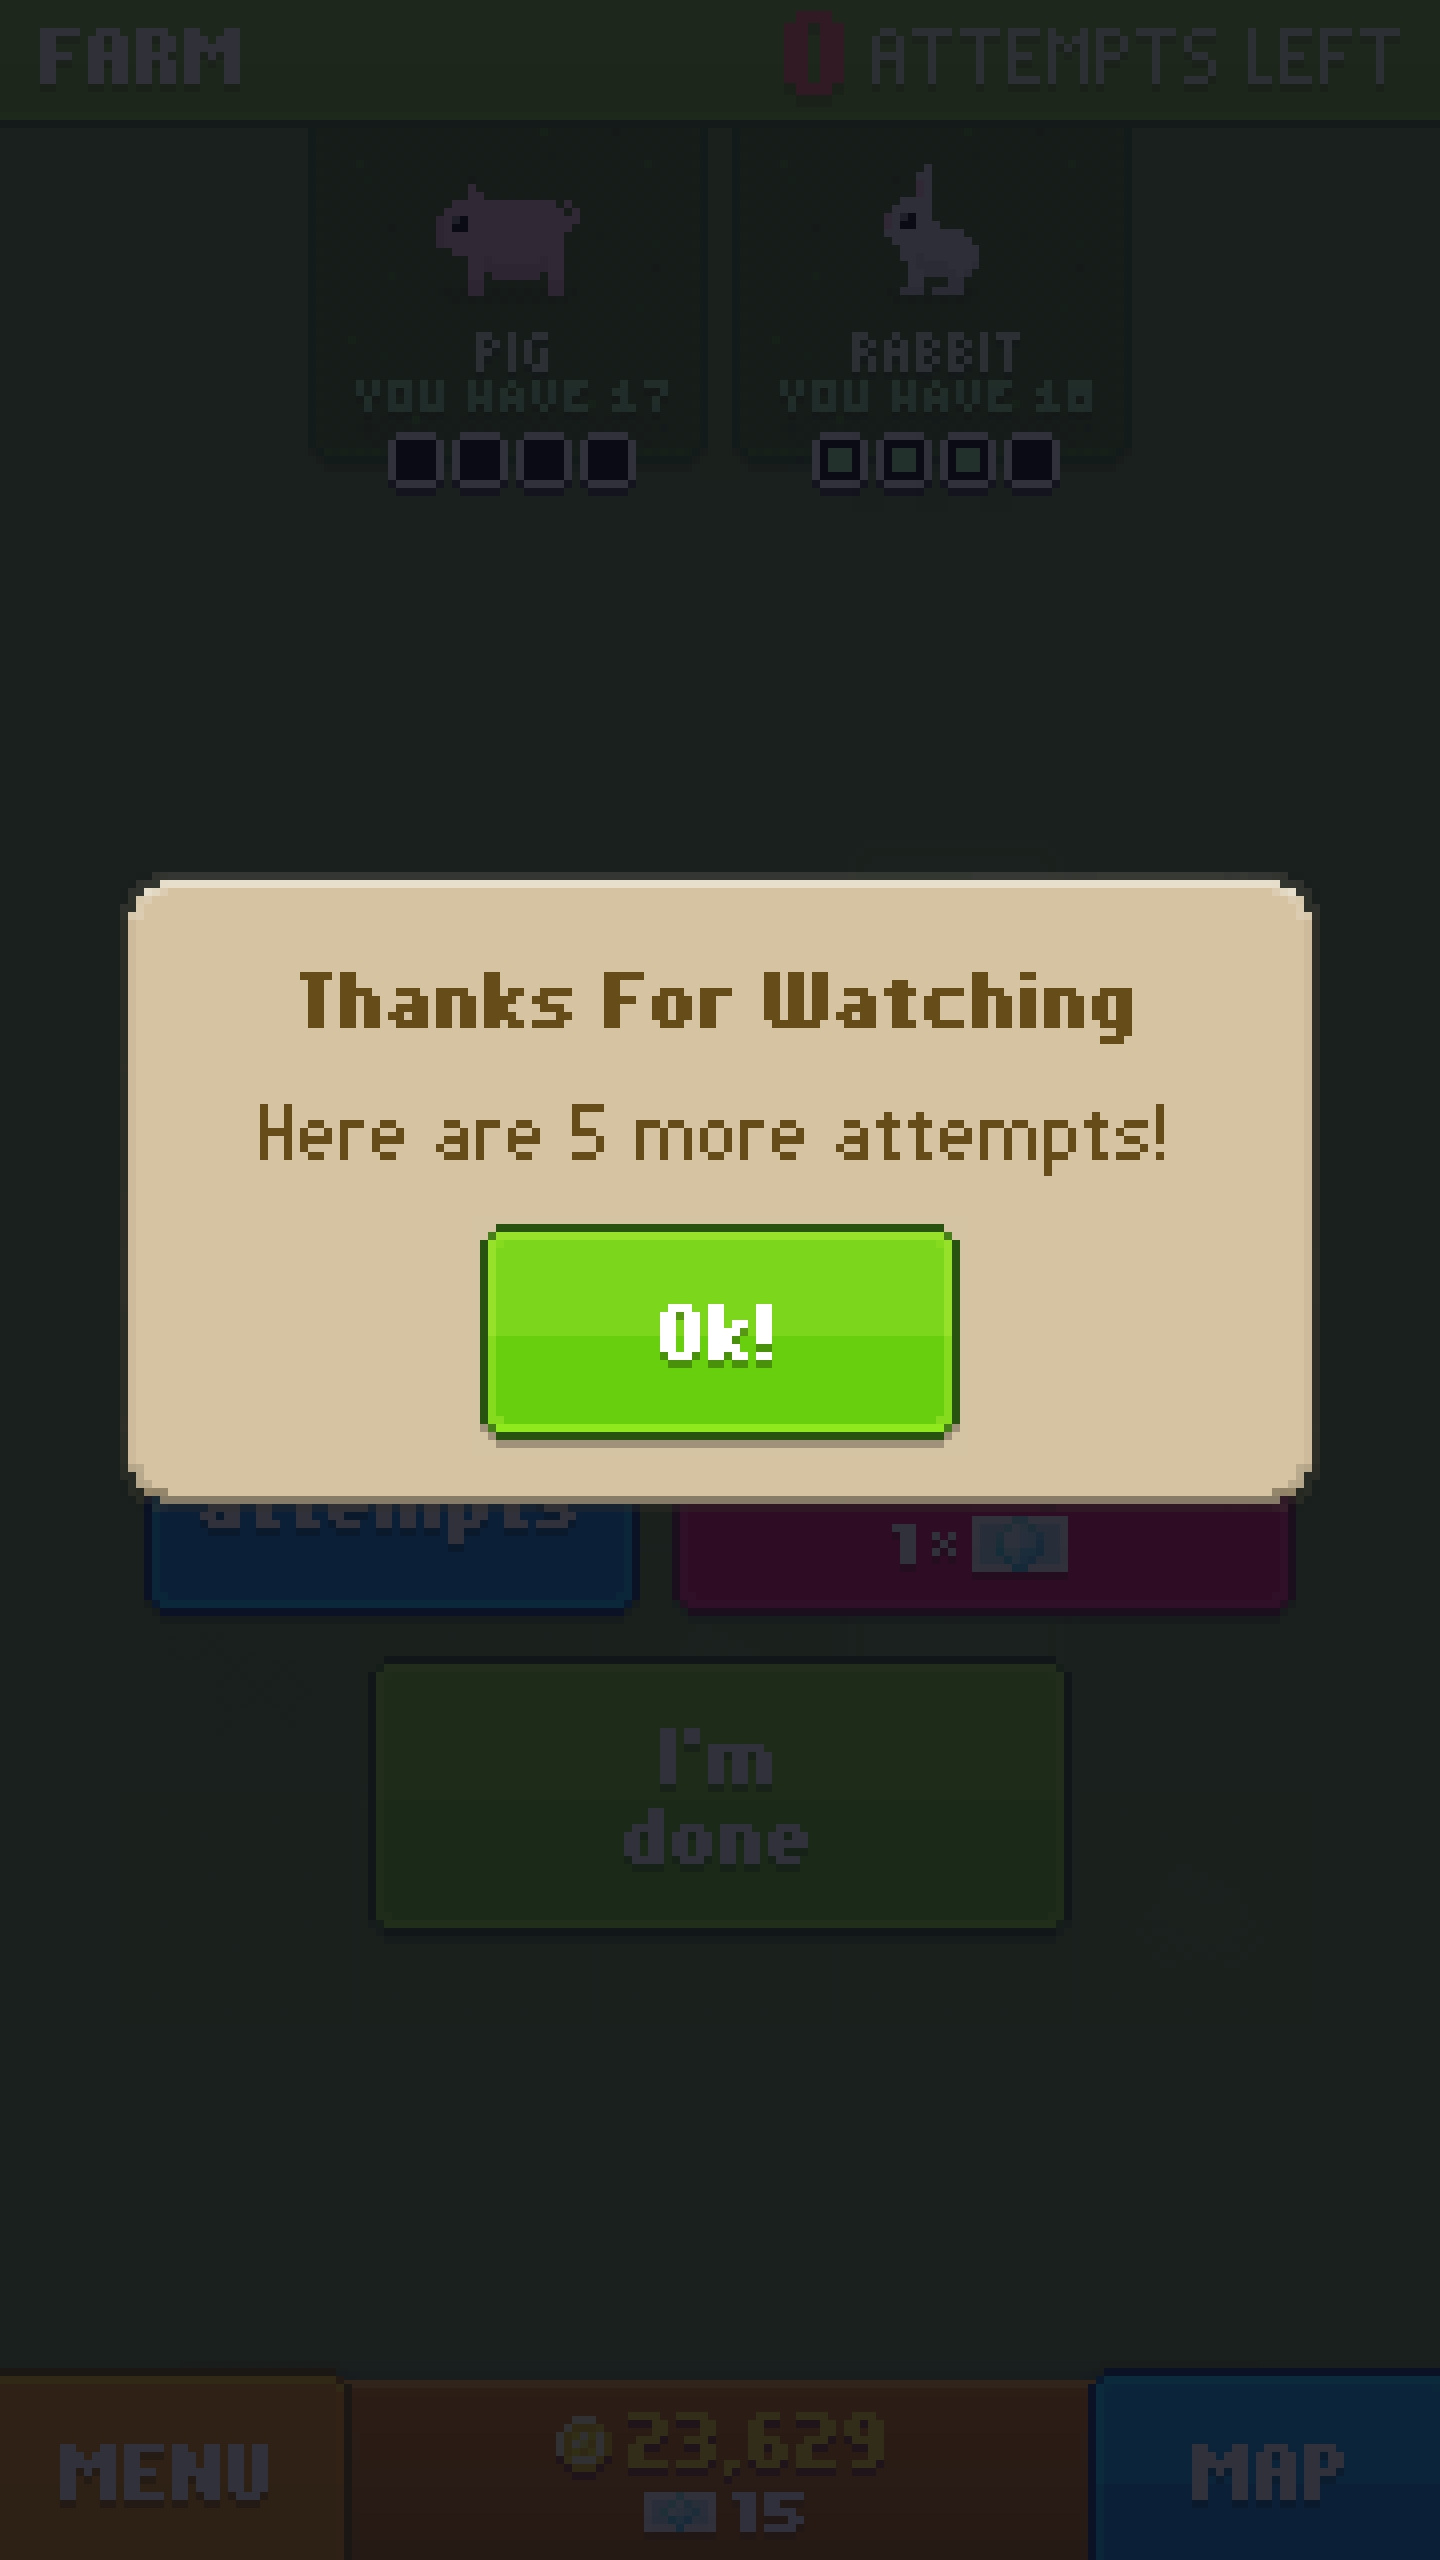 FARM
0 ATTEMPTS LEFT
PIG
YOU HAVE 17
RABBIT
YOU HAVE 18
Thanks For Watching
Here are 5 more attempts!
Ok!
attempts
1×
I'm
done
MENU
23,629
15
MAP